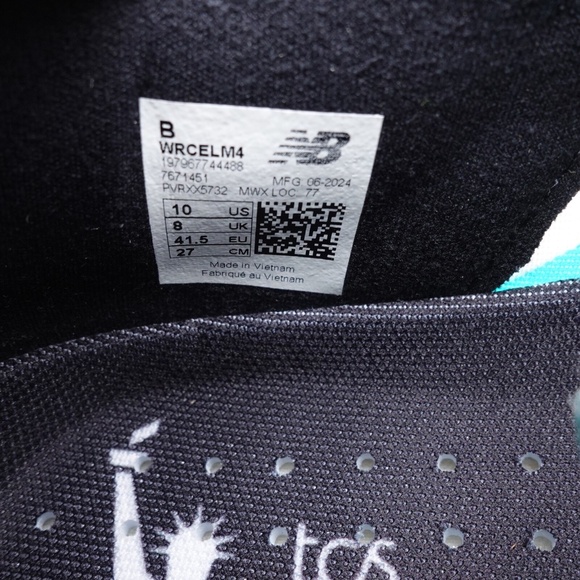 B
WRCELM4
NB
197967744488
7671451
MFG. 06-2024
PVRXX5732 MWX LOC. 77
10 US
8 UK
41.5 EU
27 CM
Made in Vietnam
Fabriqué au Vietnam
tcs